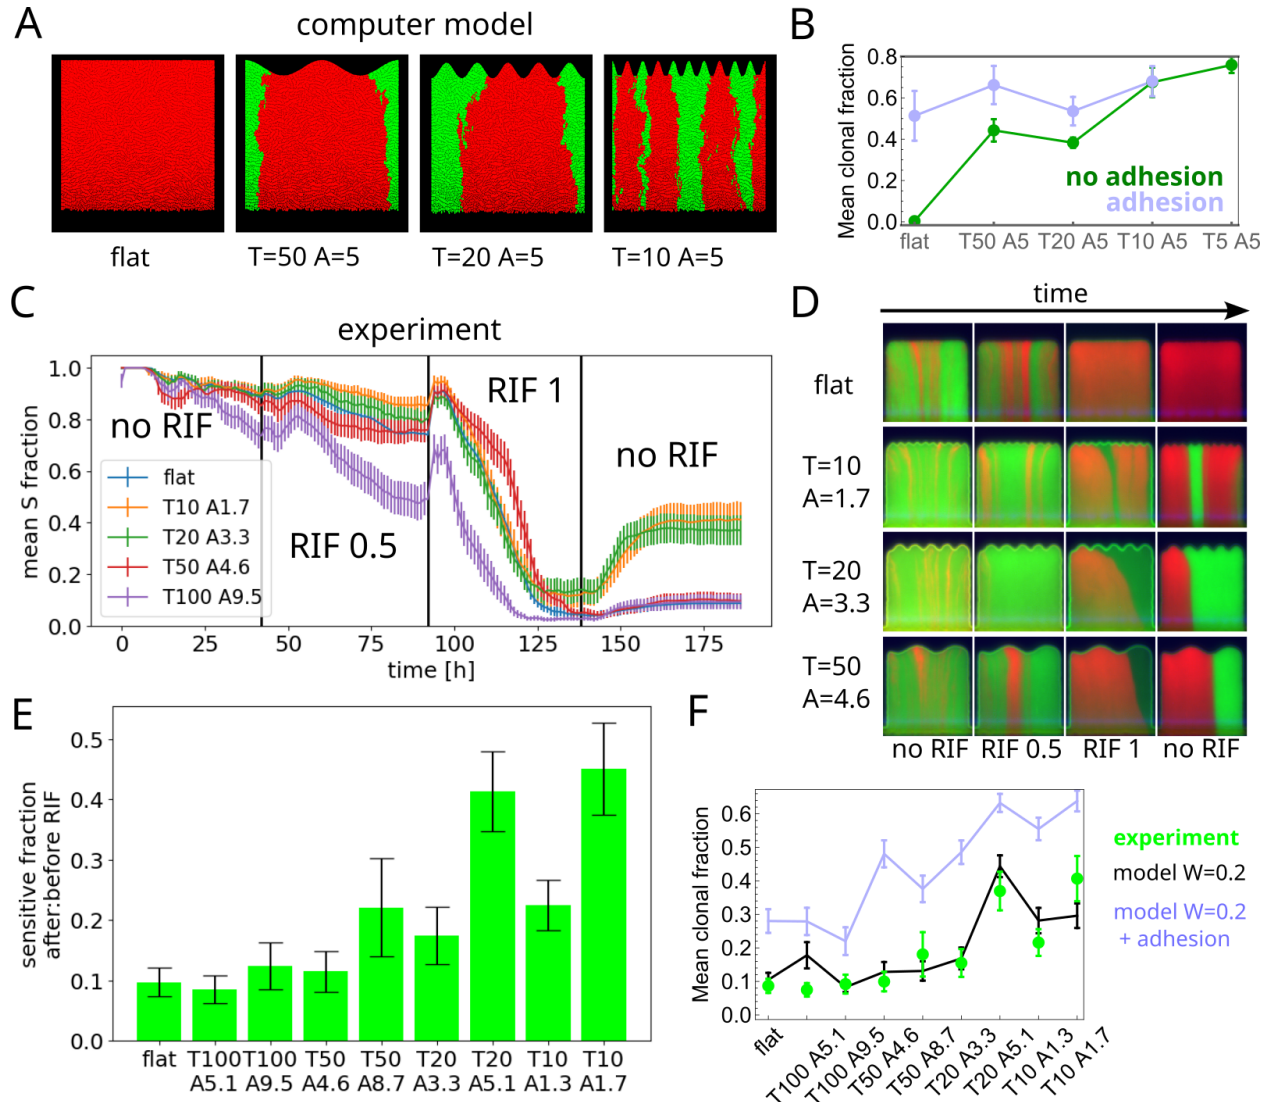 A
computer model
flat
T=50 A=5
T=20 A=5
T=10 A=5
B
Mean clonal fraction
0.8
0.6
0.4
0.2
0.0
no adhesion
adhesion
flat
T50 A5
T20 A5
T10 A5
T5 A5
C
experiment
mean S fraction
1.0
0.8
0.6
0.4
0.2
0.0
no RIF
RIF 0.5
RIF 1
no RIF
flat
T10 A1.7
T20 A3.3
T50 A4.6
T100 A9.5
0
25
50
75
100
125
150
175
time [h]
D
time
flat
T=10
A=1.7
T=20
A=3.3
T=50
A=4.6
no RIF
RIF 0.5
RIF 1
no RIF
E
sensitive fraction
after:before RIF
0.5
0.4
0.3
0.2
0.1
0.0
flat
T100
A5.1
T100
A9.5
T50
A4.6
T50
A8.7
T20
A3.3
T20
A5.1
T10
A1.3
T10
A1.7
F
Mean clonal fraction
0.6
0.5
0.4
0.3
0.2
0.1
0.0
flat
T100 A5.1
T100 A9.5
T50 A4.6
T50 A8.7
T20 A3.3
T20 A5.1
T10 A1.3
T10 A1.7
experiment
model W=0.2
model W=0.2
+ adhesion